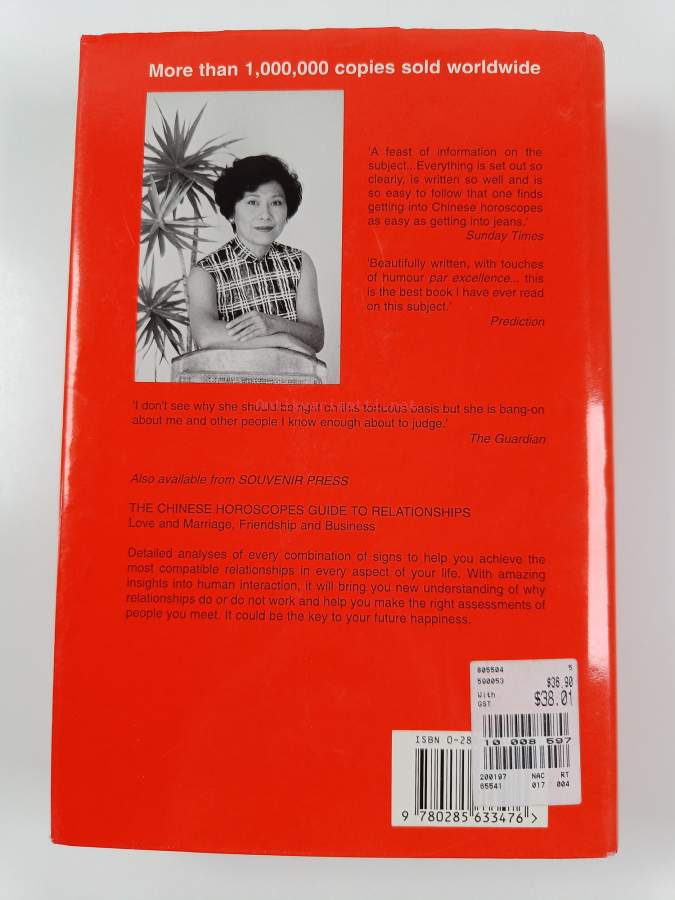 More than 1,000,000 copies sold worldwide
'A feast of information on the
subject...Everything is set out so
clearly, is written so well and is
so easy to follow that one finds
getting into Chinese horoscopes
as easy as getting into jeans.'
Sunday Times
'Beautifully written, with touches
of humour par excellence... this
is the best book I have ever read
on this subject.'
Prediction
'I don't see why she should be right on this tortuous basis but she is bang-on
about me and other people I know enough about to judge.'
The Guardian
Also available from SOUVENIR PRESS
THE CHINESE HOROSCOPES GUIDE TO RELATIONSHIPS
Love and Marriage, Friendship and Business
Detailed analyses of every combination of signs to help you achieve the
most compatible relationships in every aspect of your life. With amazing
insights into human interaction, it will bring you new understanding of why
relationships do or do not work and help you make the right assessments of
people you meet. It could be the key to your future happiness.
805504 5
590053 $36.90
With
GST $38.01
10 008 597
200197 NAC RT
65541 017 004
ISBN 0-28
9 780285 633476 >